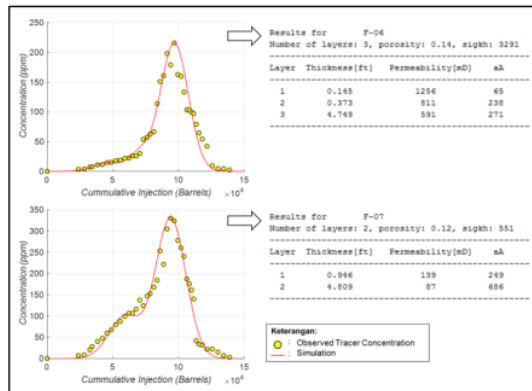 Results for F-06
Number of layers: 3, porosity: 0.14, sigkh: 3291
Layer Thickness[ft] Permeability[mD] aA
1 0.145 1256 65
2 0.373 811 238
3 4.749 591 271
250
200
150
100
50
0
Concentration (ppm)
0 5 10 15
×10⁴
Cummulative Injection (Barrels)
Results for F-07
Number of layers: 2, porosity: 0.12, sigkh: 551
Layer Thickness[ft] Permeability[mD] aA
1 0.946 139 249
2 4.809 87 686
350
300
250
200
150
100
50
0
Concentration (ppm)
0 5 10 15
×10⁴
Cummulative Injection (Barrels)
Keterangan:
: Observed Tracer Concentration
: Simulation